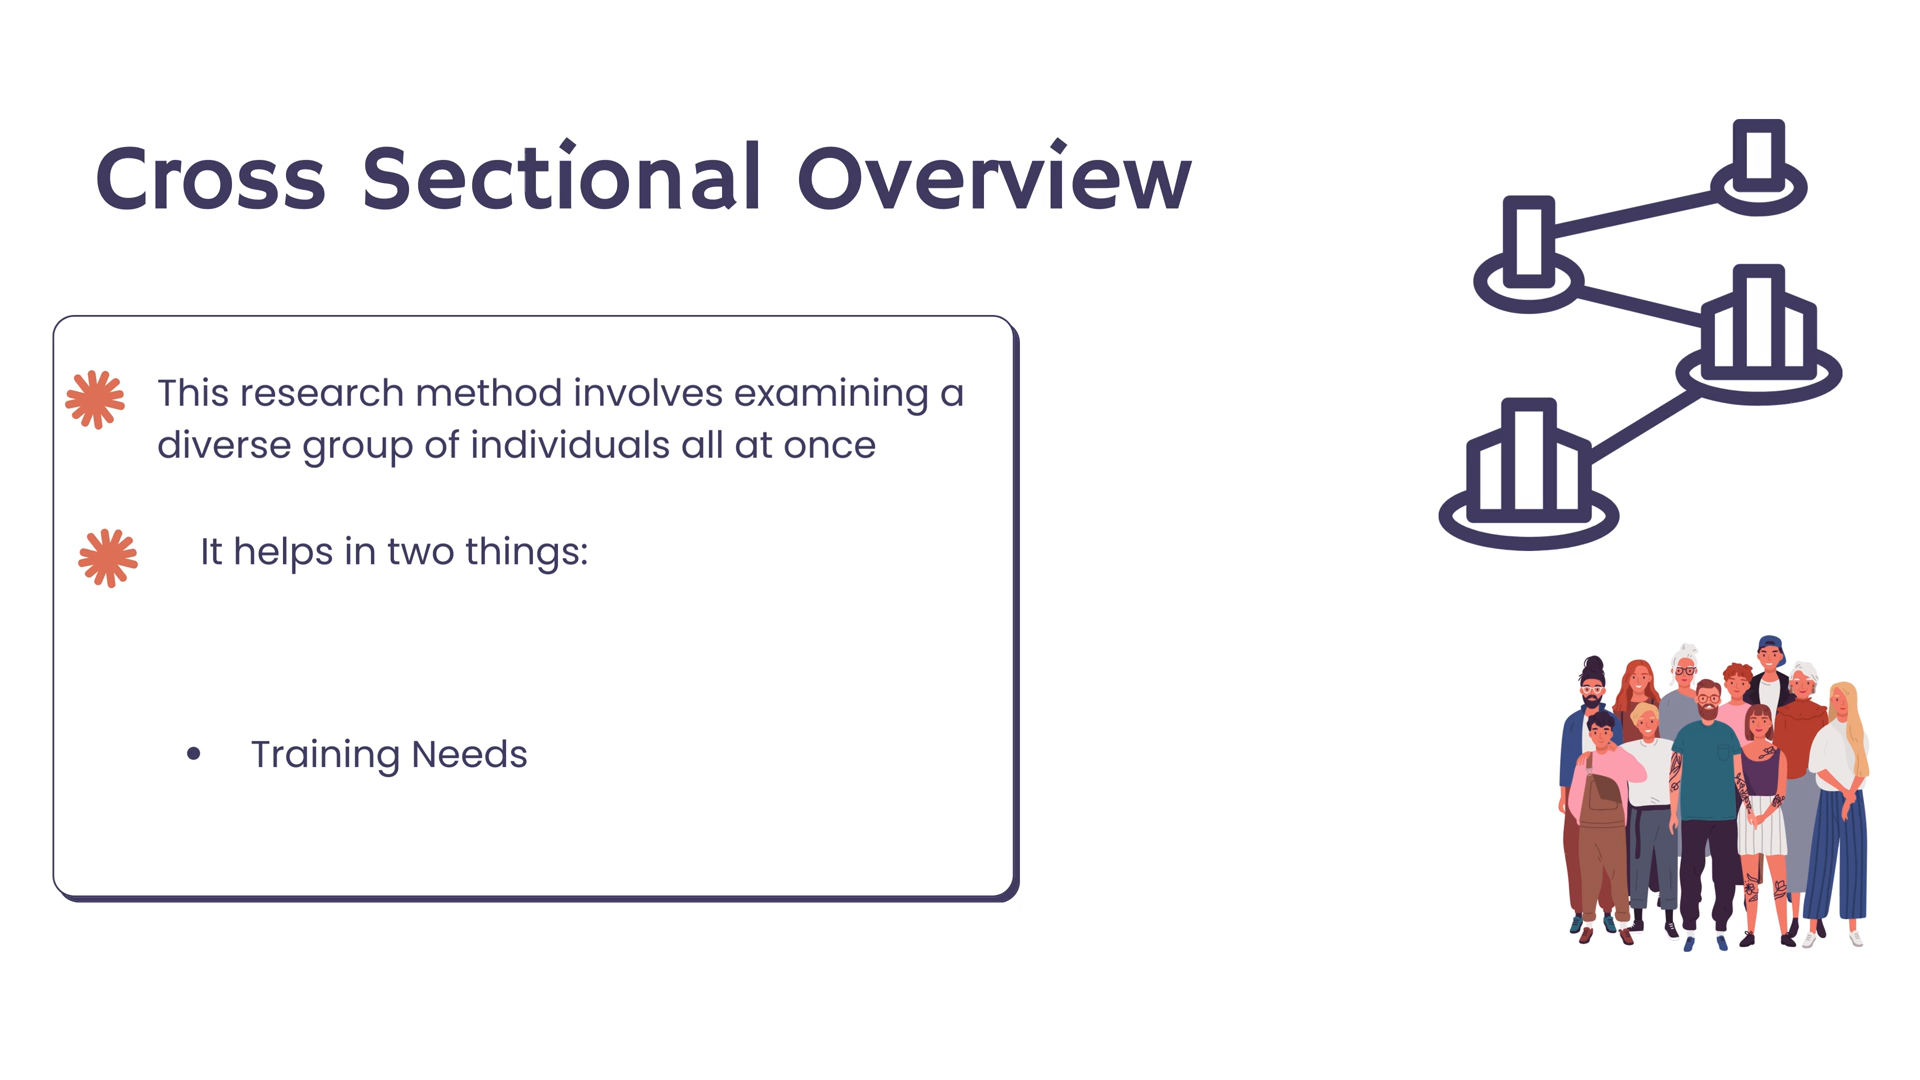 Cross Sectional Overview
This research method involves examining a
diverse group of individuals all at once
It helps in two things:
• Training Needs